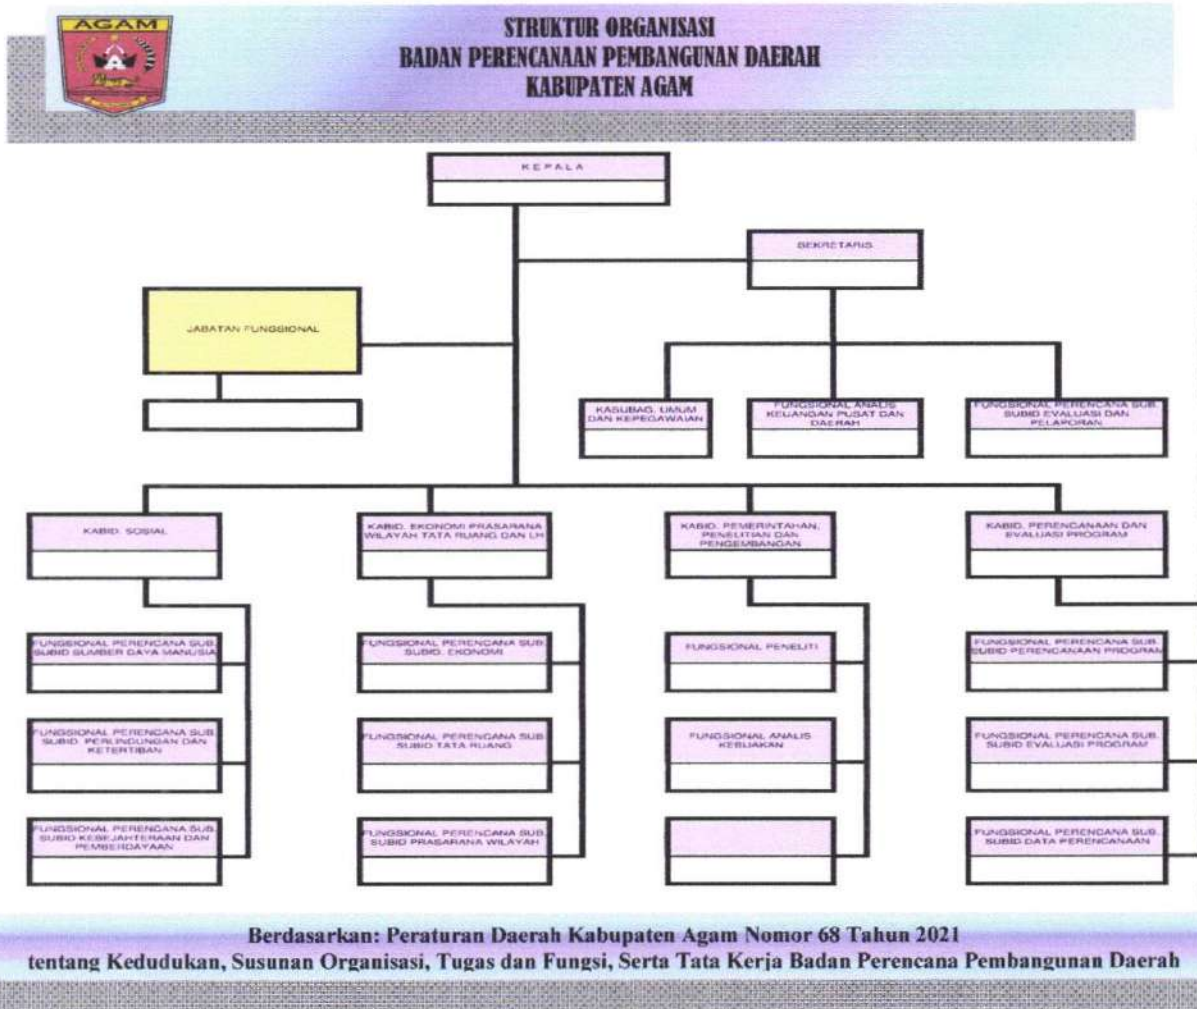 AGAM
STRUKTUR ORGANISASI
BADAN PERENCANAAN PEMBANGUNAN DAERAH
KABUPATEN AGAM
KEPALA
SEKRETARIS
JABATAN FUNGSIONAL
KASUBAG. UMUM
DAN KEPEGAWAIAN
FUNGSIONAL ANALIS
KEUANGAN PUSAT DAN
DAERAH
FUNGSIONAL PERENCANA SUB.
SUBID EVALUASI DAN
PELAPORAN
KABID. SOSIAL
KABID. EKONOMI PRASARANA
WILAYAH TATA RUANG DAN LH
KABID. PEMERINTAHAN,
PENELITIAN DAN
PENGEMBANGAN
KABID. PERENCANAAN DAN
EVALUASI PROGRAM
FUNGSIONAL PERENCANA SUB.
SUBID SUMBER DAYA MANUSIA
FUNGSIONAL PERENCANA SUB.
SUBID. EKONOMI
FUNGSIONAL PENELITI
FUNGSIONAL PERENCANA SUB.
SUBID PERENCANAAN PROGRAM
FUNGSIONAL PERENCANA SUB.
SUBID. PERLINDUNGAN DAN
KETERTIBAN
FUNGSIONAL PERENCANA SUB.
SUBID TATA RUANG
FUNGSIONAL ANALIS
KEBIJAKAN
FUNGSIONAL PERENCANA SUB.
SUBID EVALUASI PROGRAM
FUNGSIONAL PERENCANA SUB.
SUBID KESEJAHTERAAN DAN
PEMBERDAYAAN
FUNGSIONAL PERENCANA SUB.
SUBID PRASARANA WILAYAH
FUNGSIONAL PERENCANA SUB.
SUBID DATA PERENCANAAN
Berdasarkan: Peraturan Daerah Kabupaten Agam Nomor 68 Tahun 2021
tentang Kedudukan, Susunan Organisasi, Tugas dan Fungsi, Serta Tata Kerja Badan Perencana Pembangunan Daerah